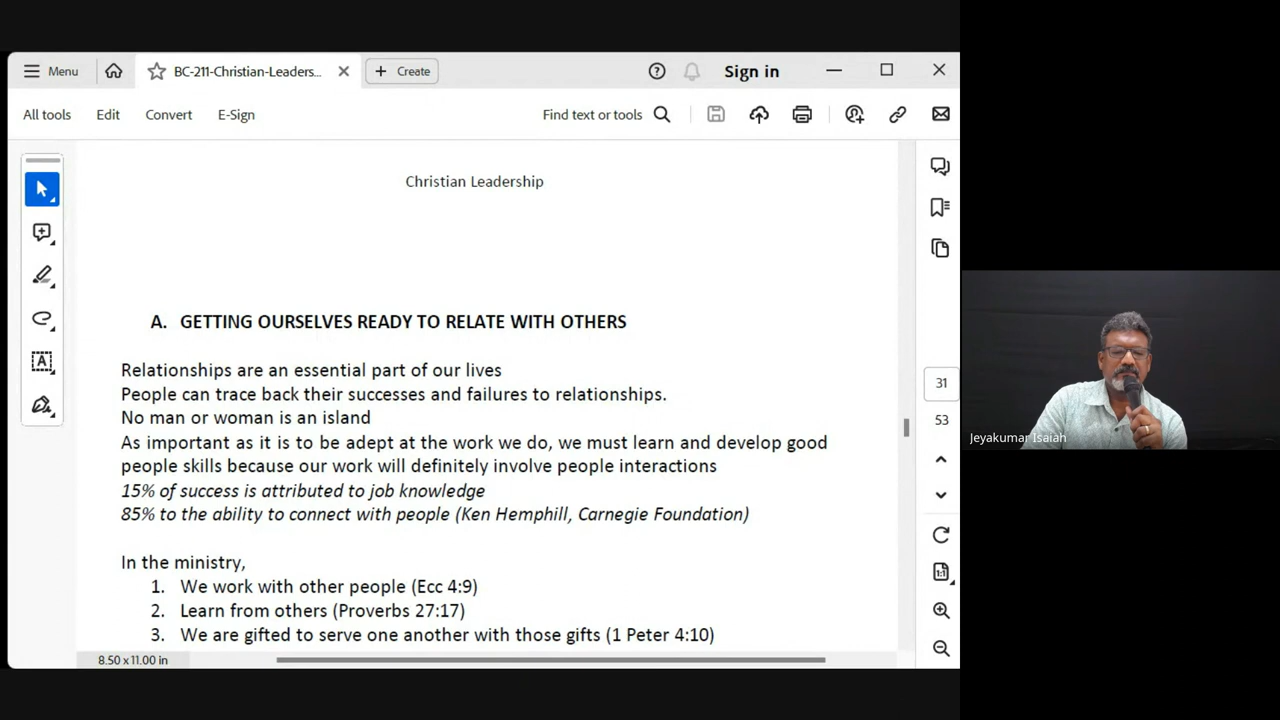 Menu
BC-211-Christian-Leaders...
Create
Sign in
All tools
Edit
Convert
E-Sign
Find text or tools
Christian Leadership
A. GETTING OURSELVES READY TO RELATE WITH OTHERS
Relationships are an essential part of our lives
People can trace back their successes and failures to relationships.
No man or woman is an island
As important as it is to be adept at the work we do, we must learn and develop good
people skills because our work will definitely involve people interactions
15% of success is attributed to job knowledge
85% to the ability to connect with people (Ken Hemphill, Carnegie Foundation)
In the ministry,
1. We work with other people (Ecc 4:9)
2. Learn from others (Proverbs 27:17)
3. We are gifted to serve one another with those gifts (1 Peter 4:10)
8.50 x 11.00 in
31
53
1:1
Jeyakumar Isaiah